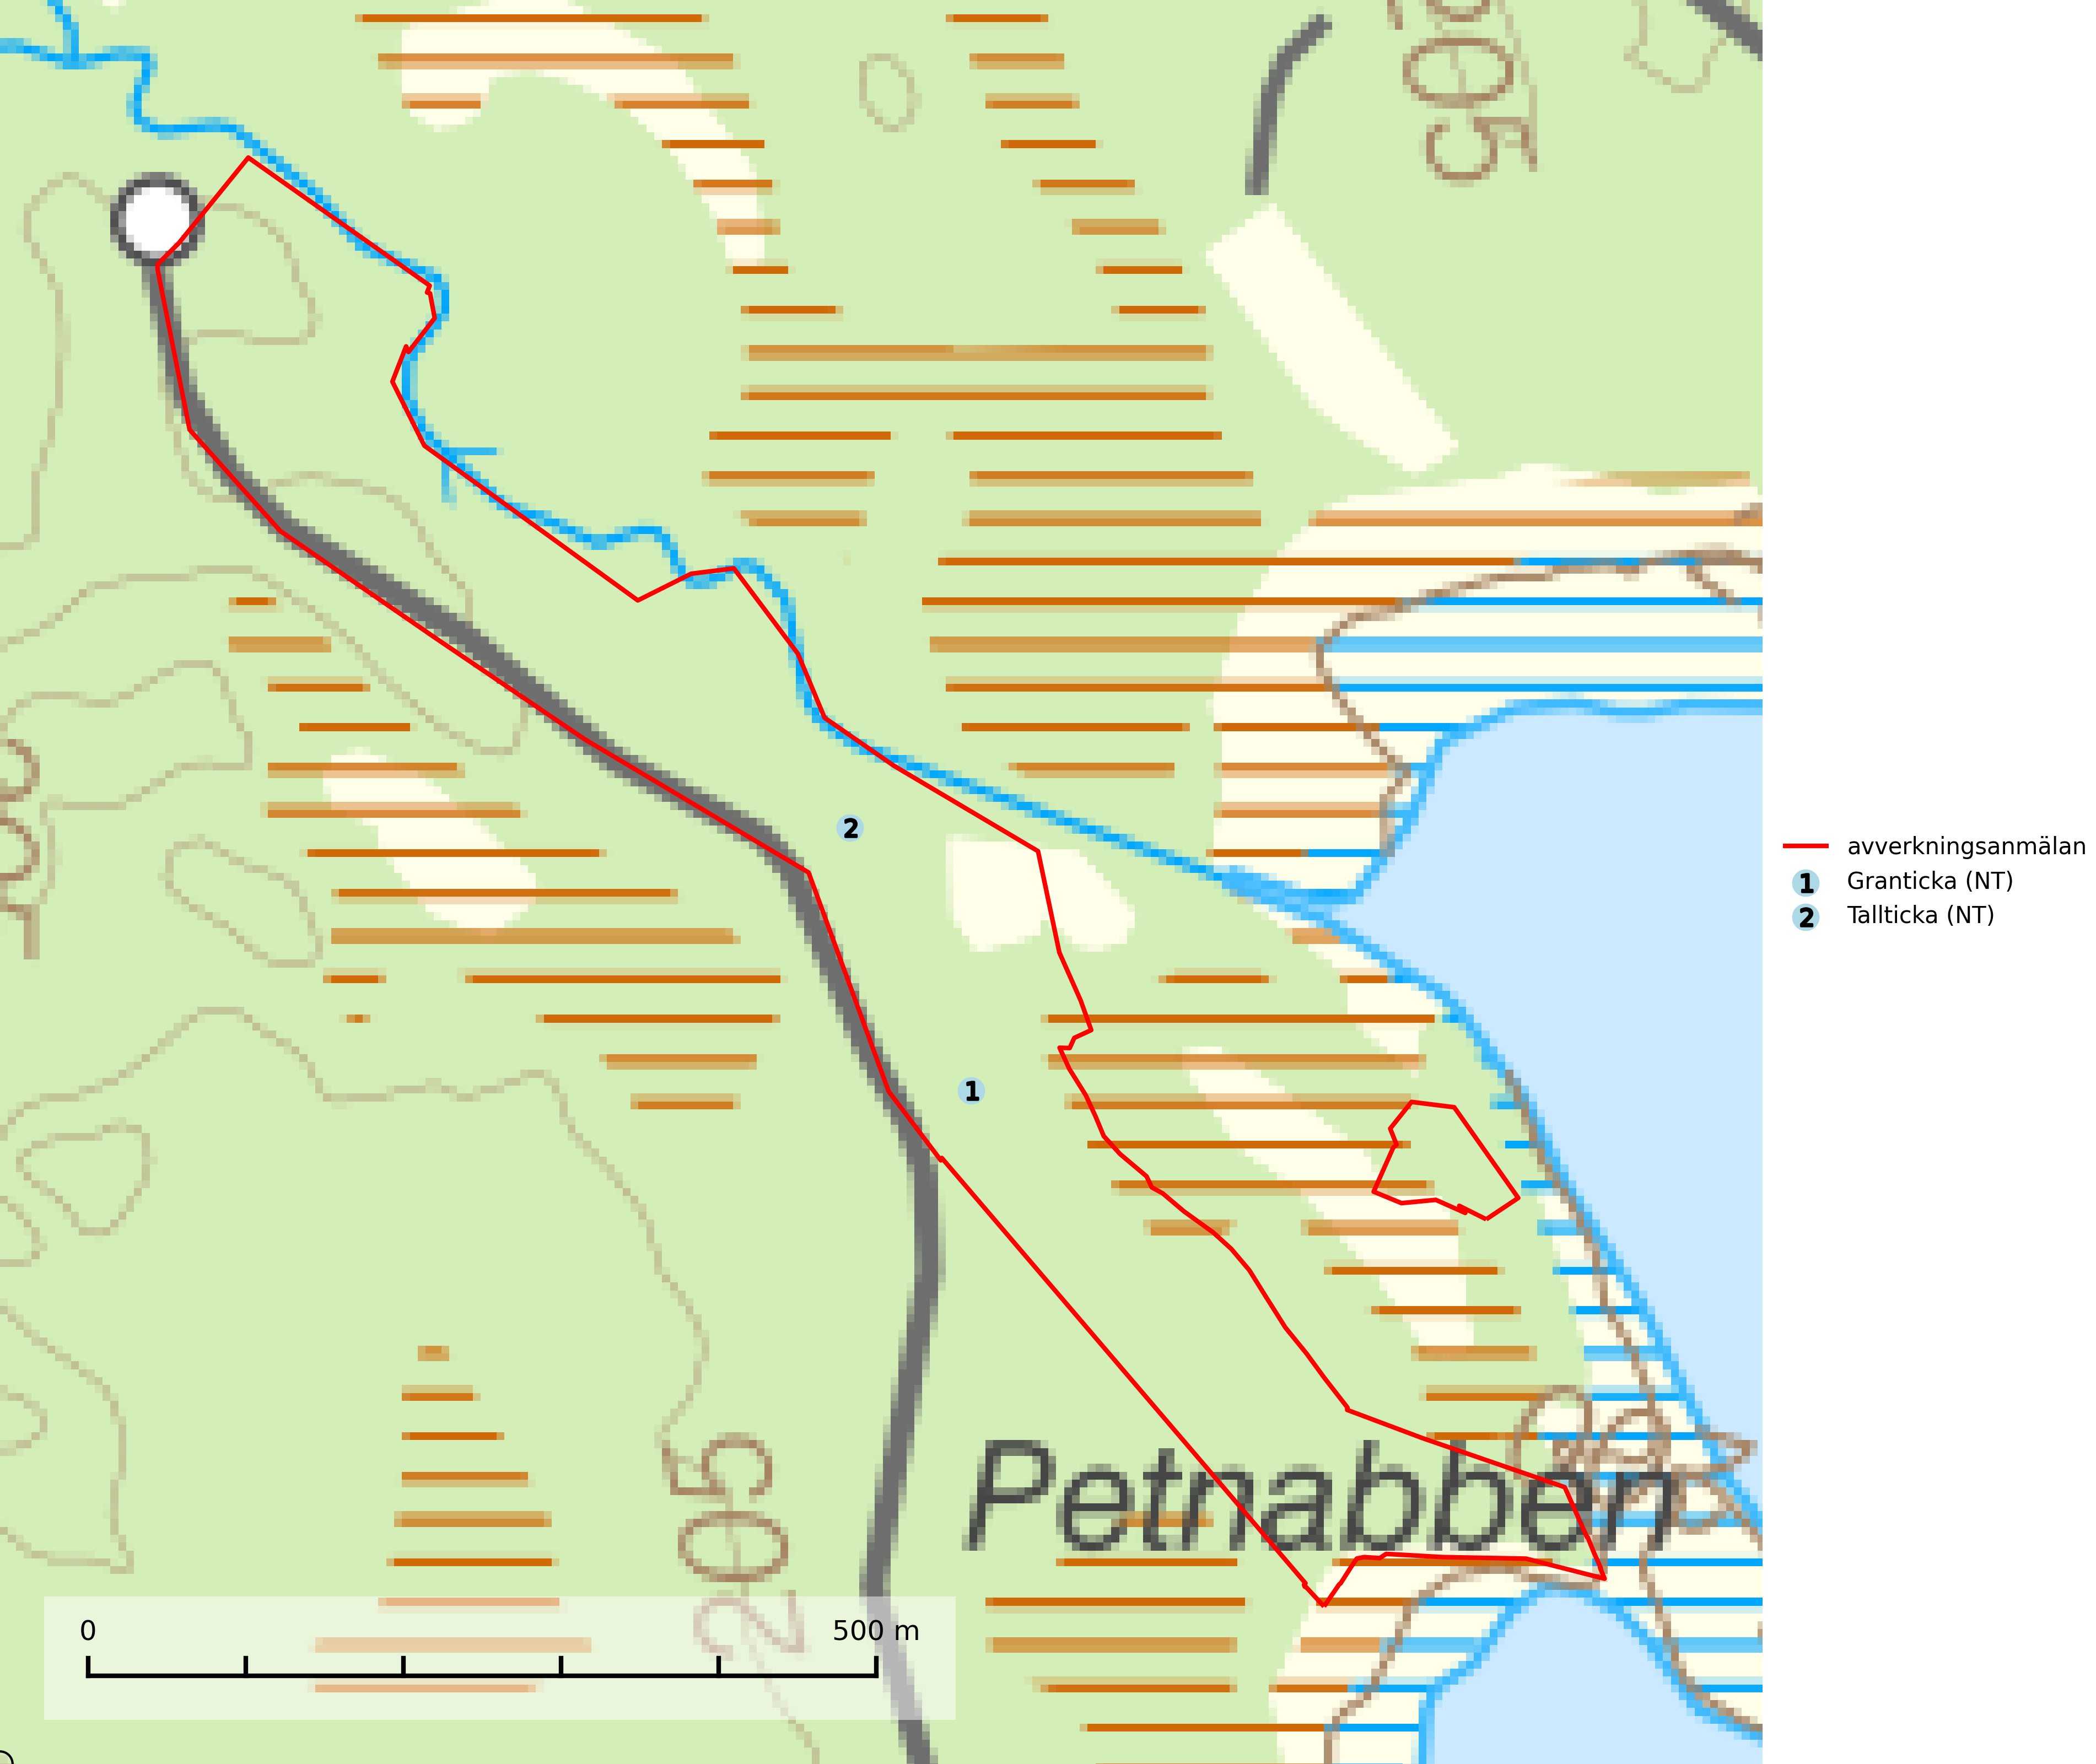 2
1
Petnabben
0
500 m
avverkningsanmälan
1 Granticka (NT)
2 Tallticka (NT)